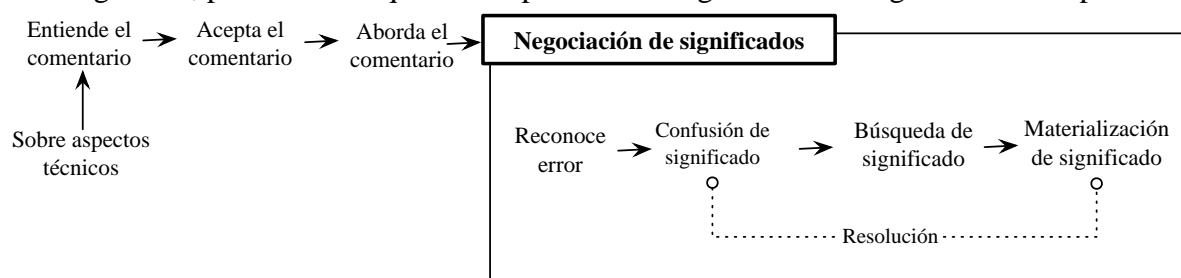 Entiende el
comentario
Acepta el
comentario
Aborda el
comentario
Negociación de significados
Sobre aspectos
técnicos
Reconoce
error
Confusión de
significado
Búsqueda de
significado
Materialización
de significado
Resolución